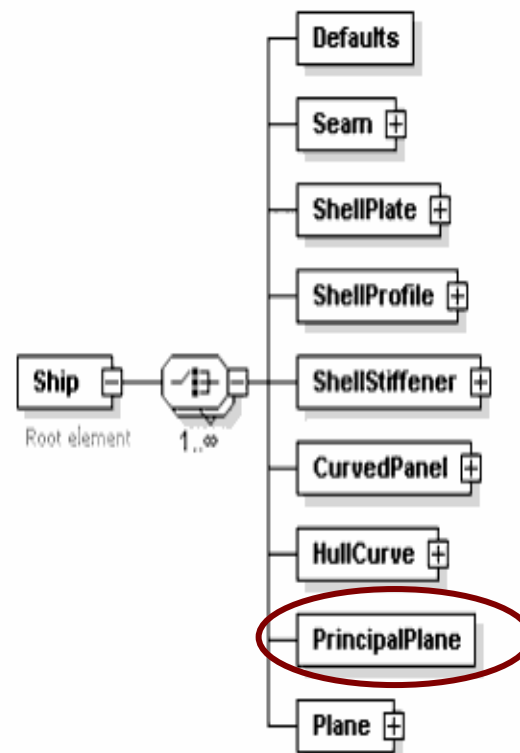 Defaults
Seam
ShellPlate
ShellProfile
Ship
ShellStiffener
Root element
1..∞
CurvedPanel
HullCurve
PrincipalPlane
Plane